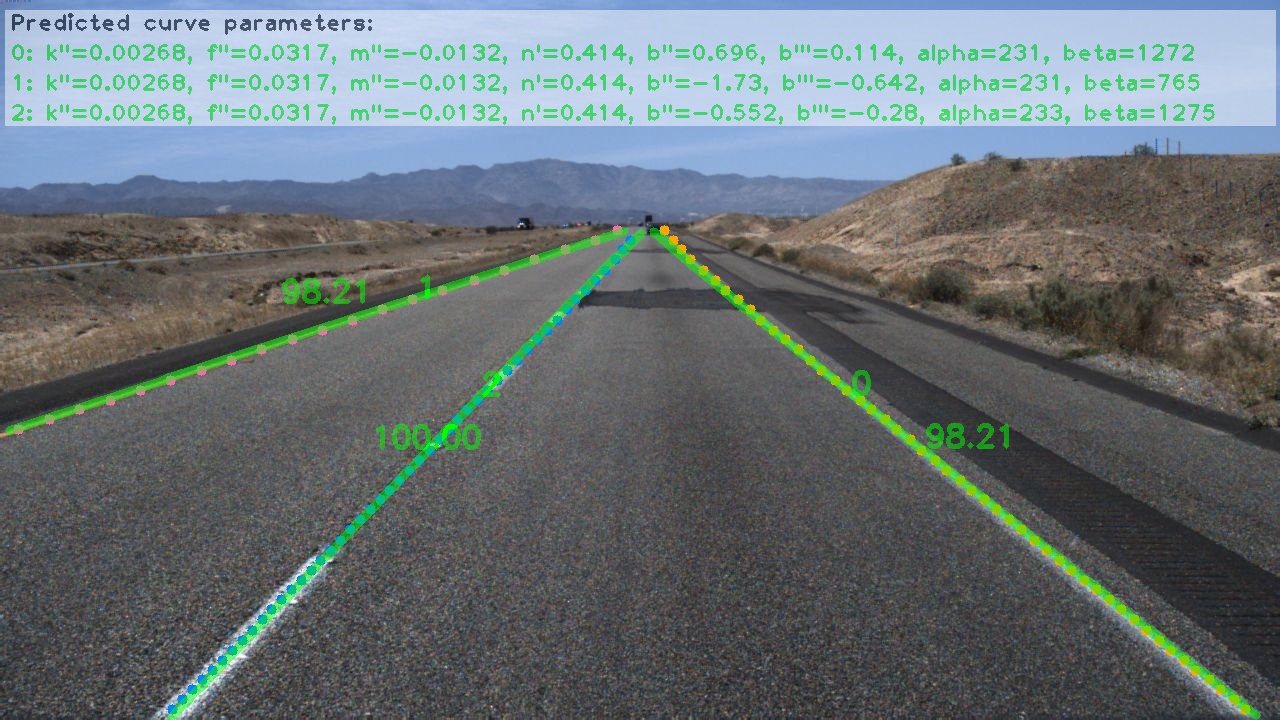 Predicted curve parameters:
0: k''=0.00268, f''=0.0317, m''=-0.0132, n'=0.414, b''=0.696, b'''=0.114, alpha=231, beta=1272
1: k''=0.00268, f''=0.0317, m''=-0.0132, n'=0.414, b''=-1.73, b'''=-0.642, alpha=231, beta=765
2: k''=0.00268, f''=0.0317, m''=-0.0132, n'=0.414, b''=-0.552, b'''=-0.28, alpha=233, beta=1275
98.21 1
2 0
100.00 98.21